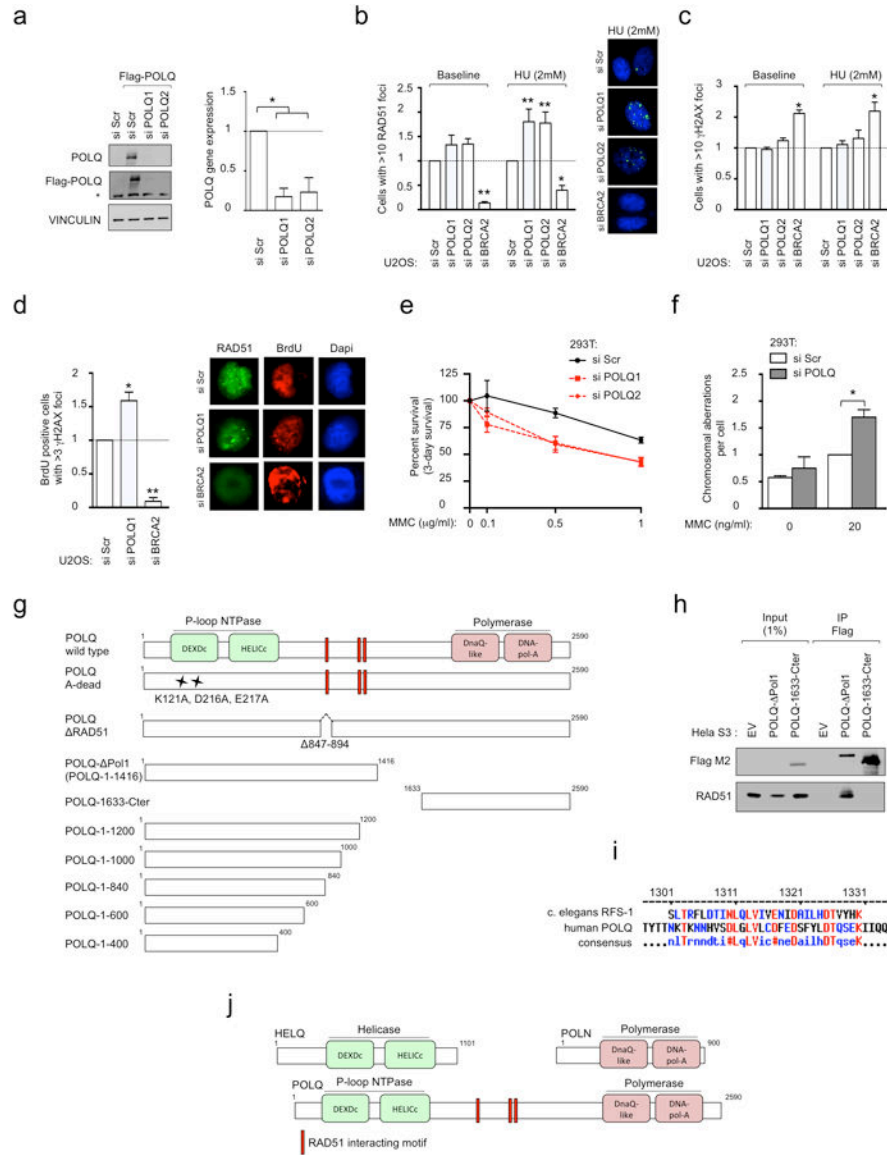 a
Flag-POLQ
si Scr
si Scr
si POLQ1
si POLQ2
POLQ
Flag-POLQ
*
VINCULIN
POLQ gene expression
1
0.75
0.5
0.25
0
*
si Scr
si POLQ1
si POLQ2
b
Baseline
HU (2mM)
Cells with >10 RAD51 foci
2.5
2
1.5
1
0.5
0
**
** **
*
si Scr
si POLQ1
si POLQ2
si BRCA2
si Scr
si POLQ1
si POLQ2
si BRCA2
U2OS:
HU (2mM)
si Scr
si POLQ1
si POLQ2
si BRCA2
c
Baseline
HU (2mM)
Cells with >10 γH2AX foci
2.5
2
1.5
1
0.5
0
*
*
si Scr
si POLQ1
si POLQ2
si BRCA2
si Scr
si POLQ1
si POLQ2
si BRCA2
U2OS:
d
BrdU positive cells
with >3 γH2AX foci
2
1.5
1
0.5
0
*
**
si Scr
si POLQ1
si BRCA2
U2OS:
RAD51
BrdU
Dapi
si Scr
si POLQ1
si BRCA2
e
293T:
si Scr
si POLQ1
si POLQ2
Percent survival
(3-day survival)
125
100
75
50
25
0
MMC (μg/ml):
0
0.1
0.5
1
f
293T:
si Scr
si POLQ
Chromosomal aberrations
per cell
2.5
2
1.5
1
0.5
0
*
MMC (ng/ml):
0
20
g
POLQ
wild type
1
P-loop NTPase
DEXDc
HELICc
Polymerase
DnaQ-
like
DNA-
pol-A
2590
POLQ
A-dead
1
2590
K121A, D216A, E217A
POLQ
ΔRAD51
1
2590
Δ847-894
POLQ-ΔPol1
(POLQ-1-1416)
1
1416
POLQ-1633-Cter
1633
2590
POLQ-1-1200
1200
POLQ-1-1000
1000
POLQ-1-840
840
POLQ-1-600
600
POLQ-1-400
400
h
Input
(1%)
IP
Flag
Hela S3 :
EV
POLQ-ΔPol1
POLQ-1633-Cter
EV
POLQ-ΔPol1
POLQ-1633-Cter
Flag M2
RAD51
i
1301 1311 1321 1331
c. elegans RFS-1 SLTRFLDTINLQLVIVENIDAILHDTVYHK
human POLQ TYTTNKTKNNHVSDLGLVLCDFEDSFYLDTQSEKIIQQ
consensus ....nlTrnndti#LqLVic#neDailhDTqseK....
j
HELQ
1
Helicase
DEXDc
HELICc
1101
POLN
1
Polymerase
DnaQ-
like
DNA-
pol-A
900
POLQ
1
P-loop NTPase
DEXDc
HELICc
Polymerase
DnaQ-
like
DNA-
pol-A
2590
RAD51 interacting motif